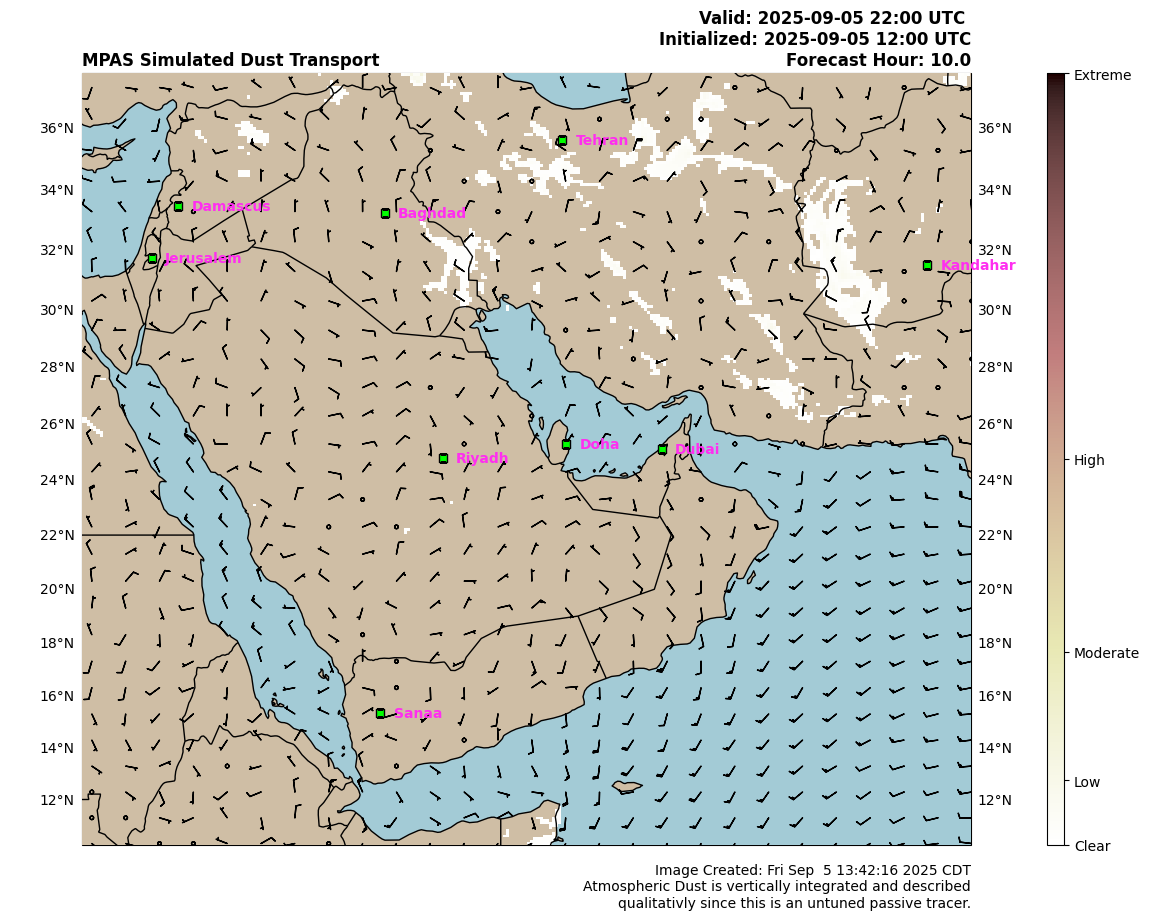 Valid: 2025-09-05 22:00 UTC
Initialized: 2025-09-05 12:00 UTC
MPAS Simulated Dust Transport
Forecast Hour: 10.0
Extreme
36°N
36°N
Tehran
34°N
34°N
Damascus
Baghdad
32°N
32°N
Jerusalem
Kandahar
30°N
30°N
28°N
28°N
26°N
26°N
Doha
Dubai
Riyadh
High
24°N
24°N
22°N
22°N
20°N
20°N
18°N
18°N
Moderate
16°N
16°N
Sanaa
14°N
14°N
Low
12°N
12°N
Clear
Image Created: Fri Sep  5 13:42:16 2025 CDT
Atmospheric Dust is vertically integrated and described
qualitativly since this is an untuned passive tracer.